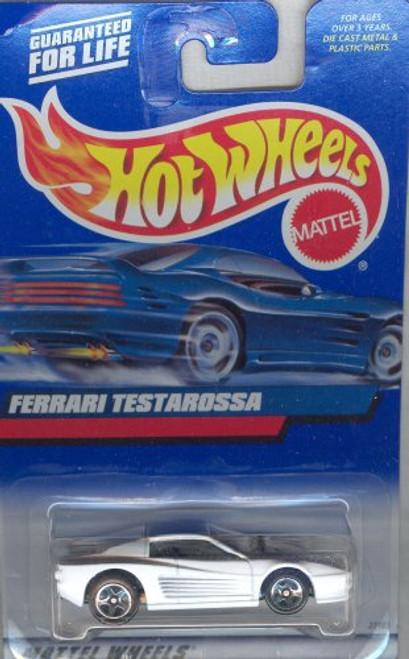 GUARANTEED
FOR LIFE
FOR AGES
OVER 3 YEARS.
DIE CAST METAL &
PLASTIC PARTS.
HOT WHEELS
MATTEL
®
FERRARI TESTAROSSA
MATTEL WHEELS